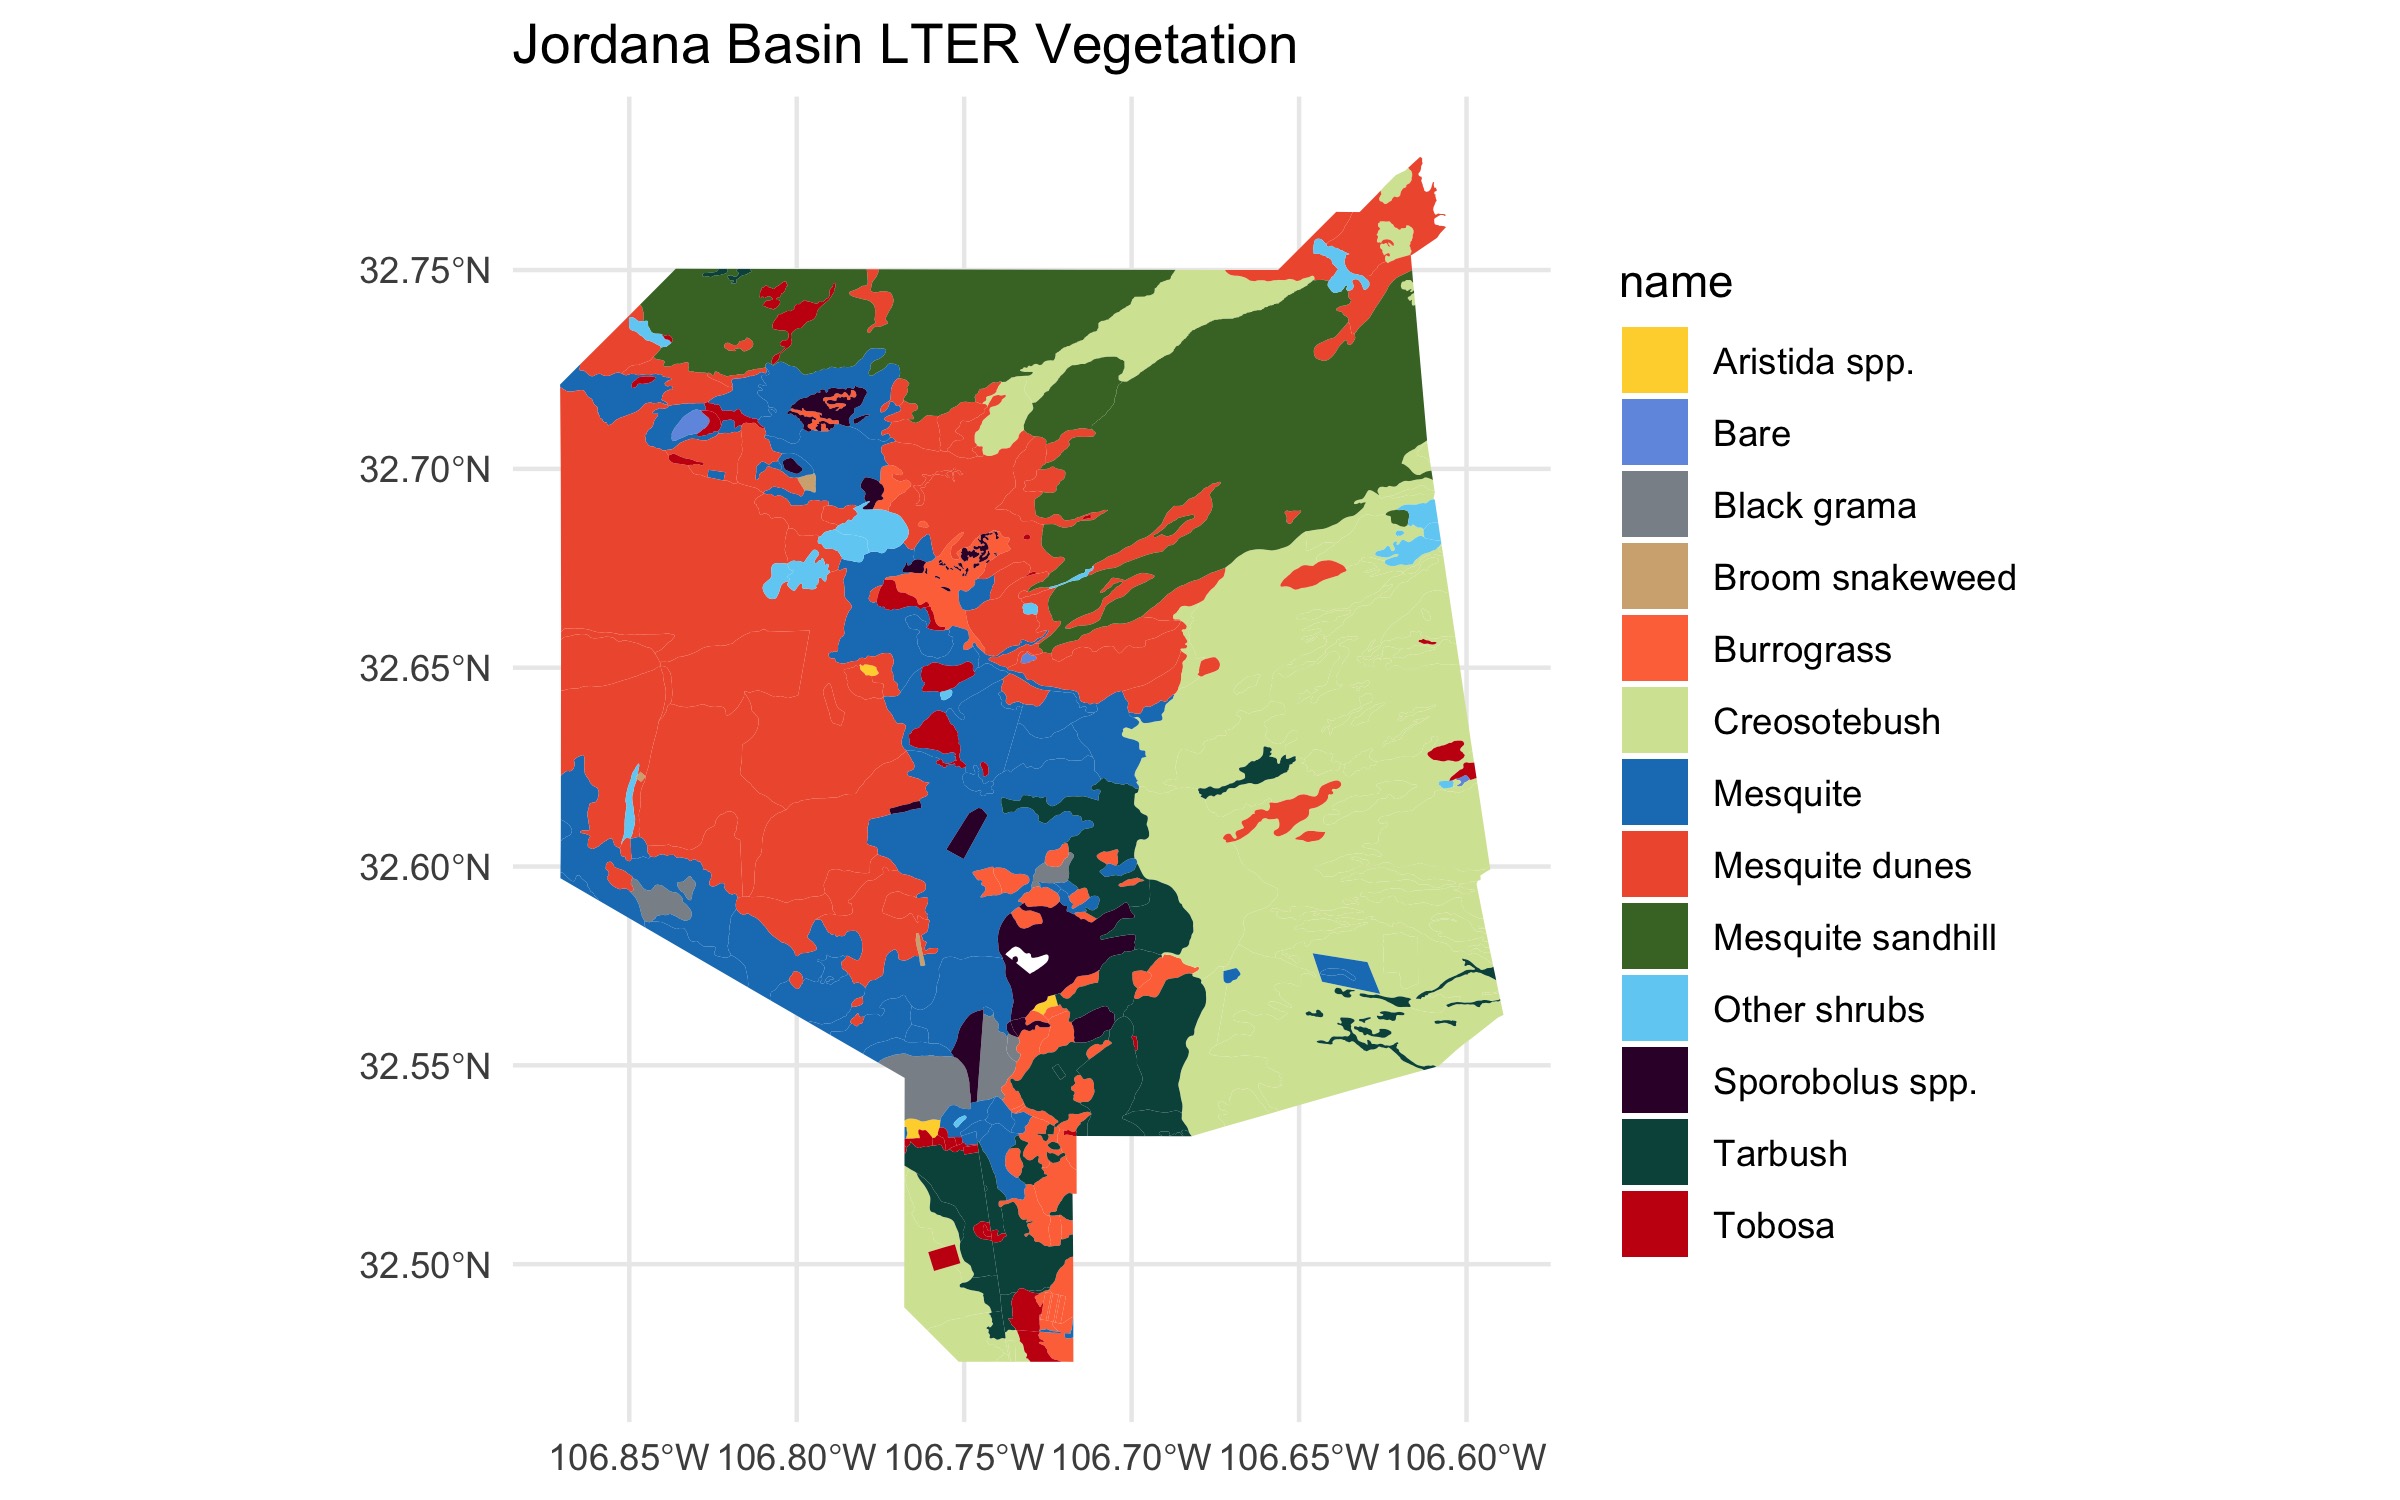 Jordana Basin LTER Vegetation
32.75°N
32.70°N
32.65°N
32.60°N
32.55°N
32.50°N
106.85°W 106.80°W 106.75°W 106.70°W 106.65°W 106.60°W
name
Aristida spp.
Bare
Black grama
Broom snakeweed
Burrograss
Creosotebush
Mesquite
Mesquite dunes
Mesquite sandhill
Other shrubs
Sporobolus spp.
Tarbush
Tobosa